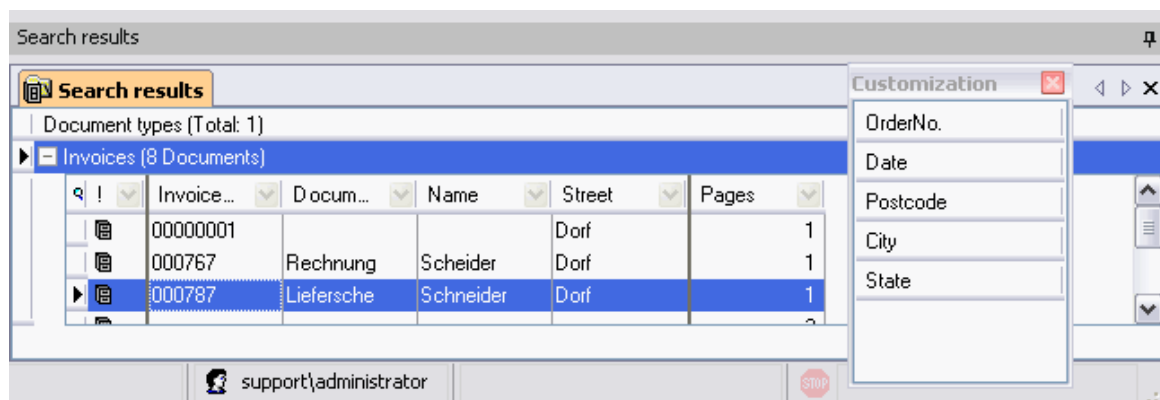 Search results
Search results
Customization
Document types (Total: 1)
OrderNo.
Invoices (8 Documents)
Date
! Invoice... Docum... Name Street Pages
Postcode
00000001 Dorf 1
City
000767 Rechnung Scheider Dorf 1
State
000787 Liefersche Schneider Dorf 1
support\administrator
STOP